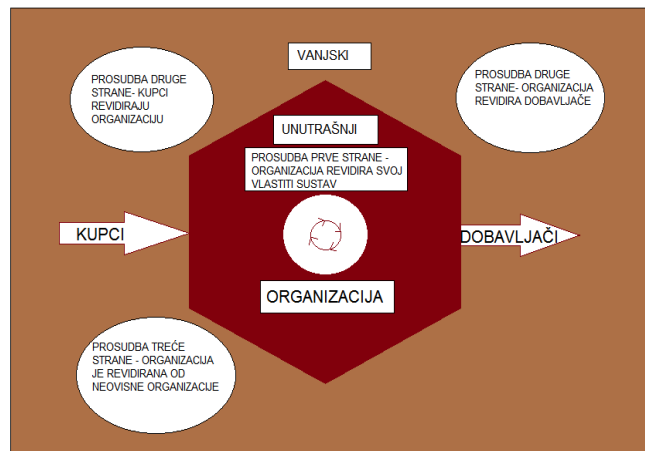 VANJSKI
PROSUDBA DRUGE
STRANE- KUPCI
REVIDIRAJU
ORGANIZACIJU
PROSUDBA DRUGE
STRANE- ORGANIZACIJA
REVIDIRA DOBAVLJAČE
UNUTRAŠNJI
PROSUDBA PRVE STRANE -
ORGANIZACIJA REVIDIRA SVOJ
VLASTITI SUSTAV
KUPCI
DOBAVLJAČI
ORGANIZACIJA
PROSUDBA TREĆE
STRANE - ORGANIZACIJA
JE REVIDIRANA OD
NEOVISNE ORGANIZACIJE